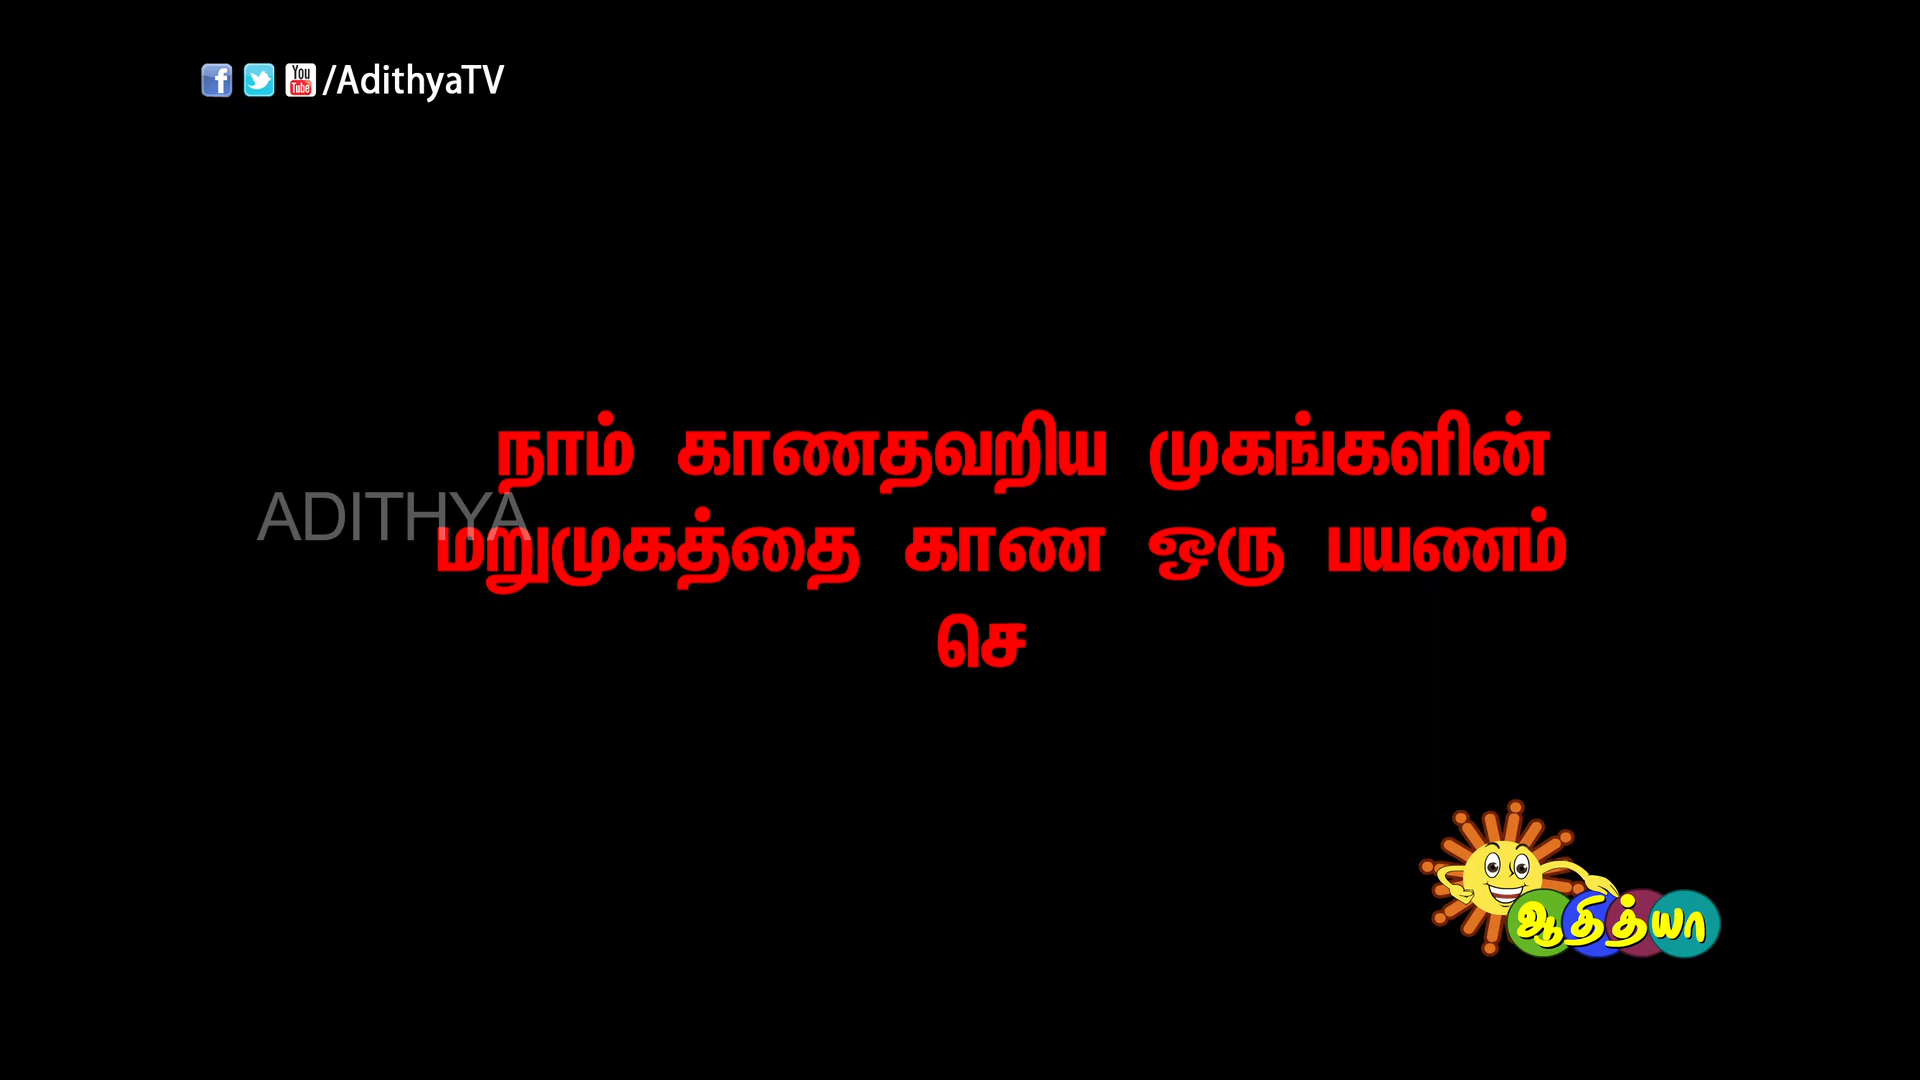 /AdithyaTV
நாம் காணதவறிய முகங்களின்
ADITHYA
மறுமுகத்தை காண ஒரு பயணம்
செ
ஆதித்யா